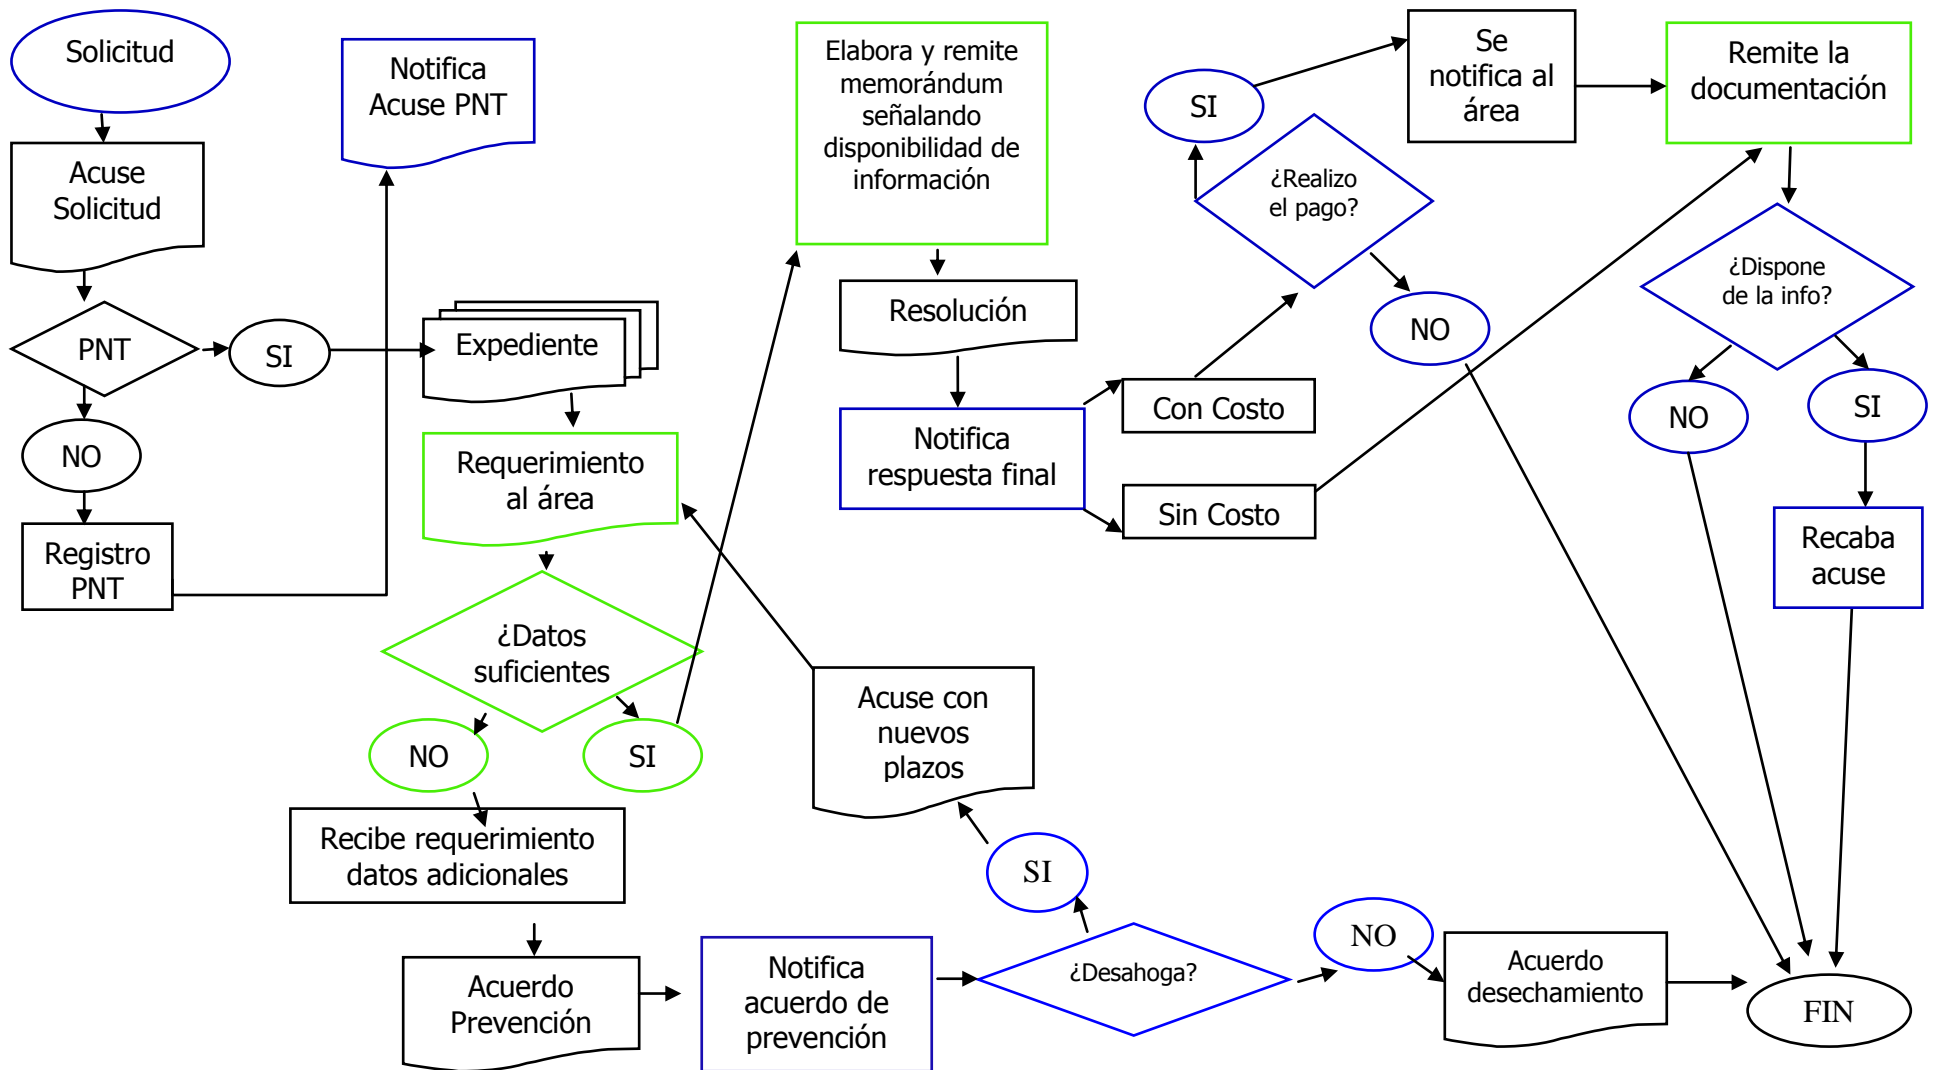 Solicitud
Acuse
Solicitud
PNT
SI
NO
Registro
PNT
Notifica
Acuse PNT
Expediente
Requerimiento
al área
¿Datos
suficientes
NO
SI
Recibe requerimiento
datos adicionales
Acuerdo
Prevención
Notifica
acuerdo de
prevención
¿Desahoga?
SI
Acuse con
nuevos
plazos
NO
Acuerdo
desechamiento
Elabora y remite
memorándum
señalando
disponibilidad de
información
Resolución
Notifica
respuesta final
Con Costo
Sin Costo
¿Realizo
el pago?
SI
NO
Se
notifica al
área
Remite la
documentación
¿Dispone
de la info?
NO
SI
Recaba
acuse
FIN